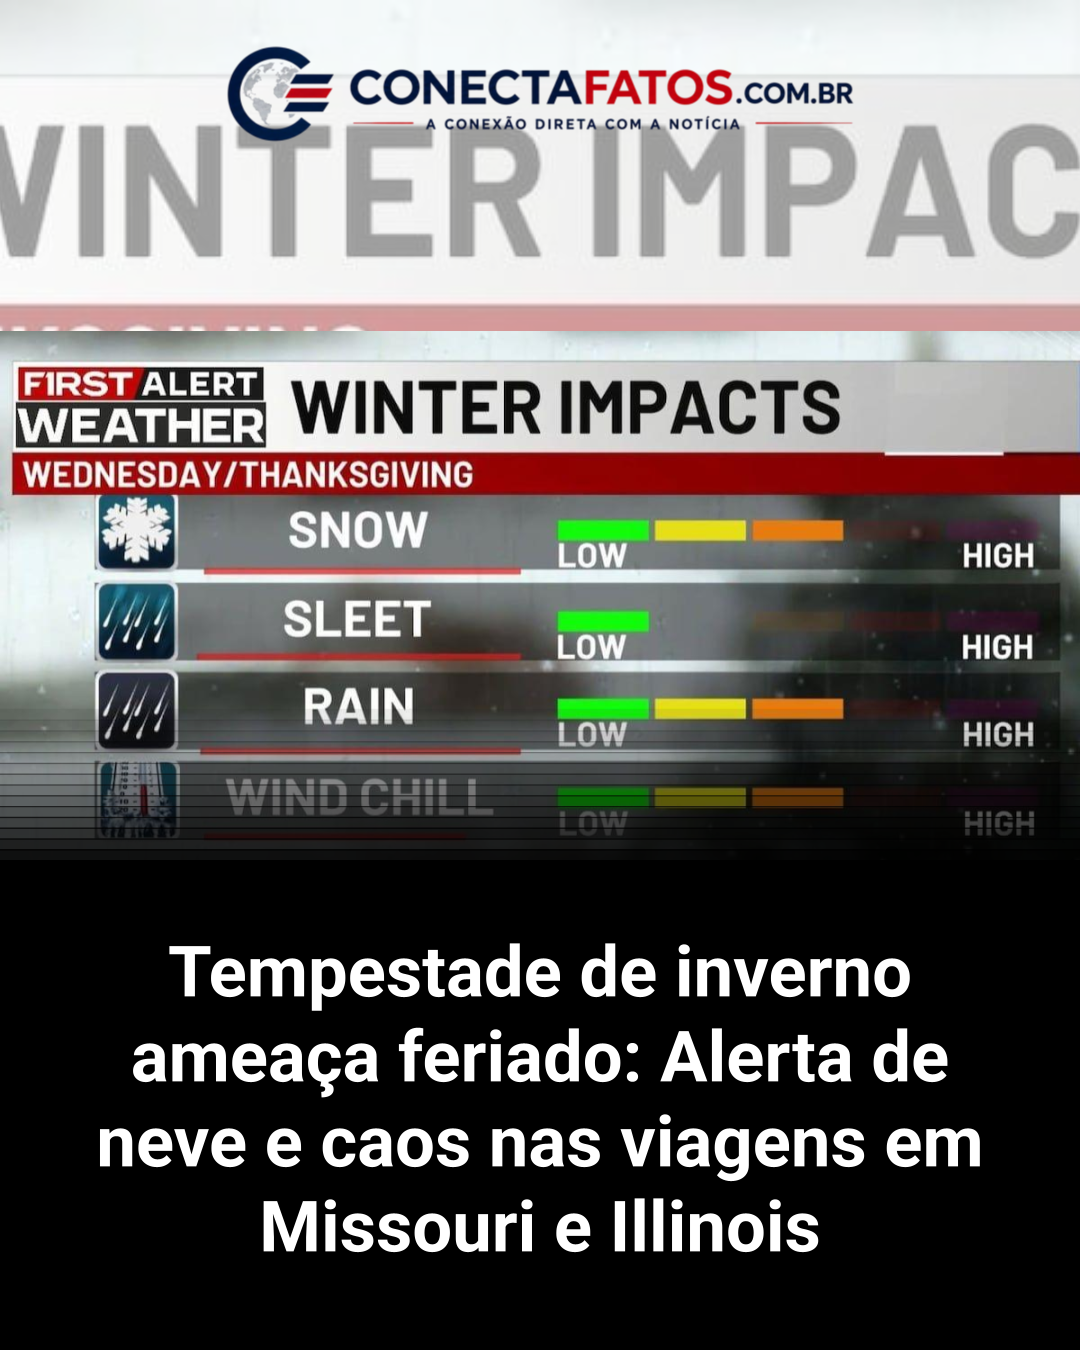 CONECTAFATOS.COM.BR
A CONEXÃO DIRETA COM A NOTÍCIA
WINTER IMPAC
FIRST ALERT
WEATHER
WINTER IMPACTS
WEDNESDAY/THANKSGIVING
SNOW
LOW HIGH
SLEET
LOW HIGH
RAIN
LOW HIGH
WIND CHILL
LOW HIGH
Tempestade de inverno
ameaça feriado: Alerta de
neve e caos nas viagens em
Missouri e Illinois